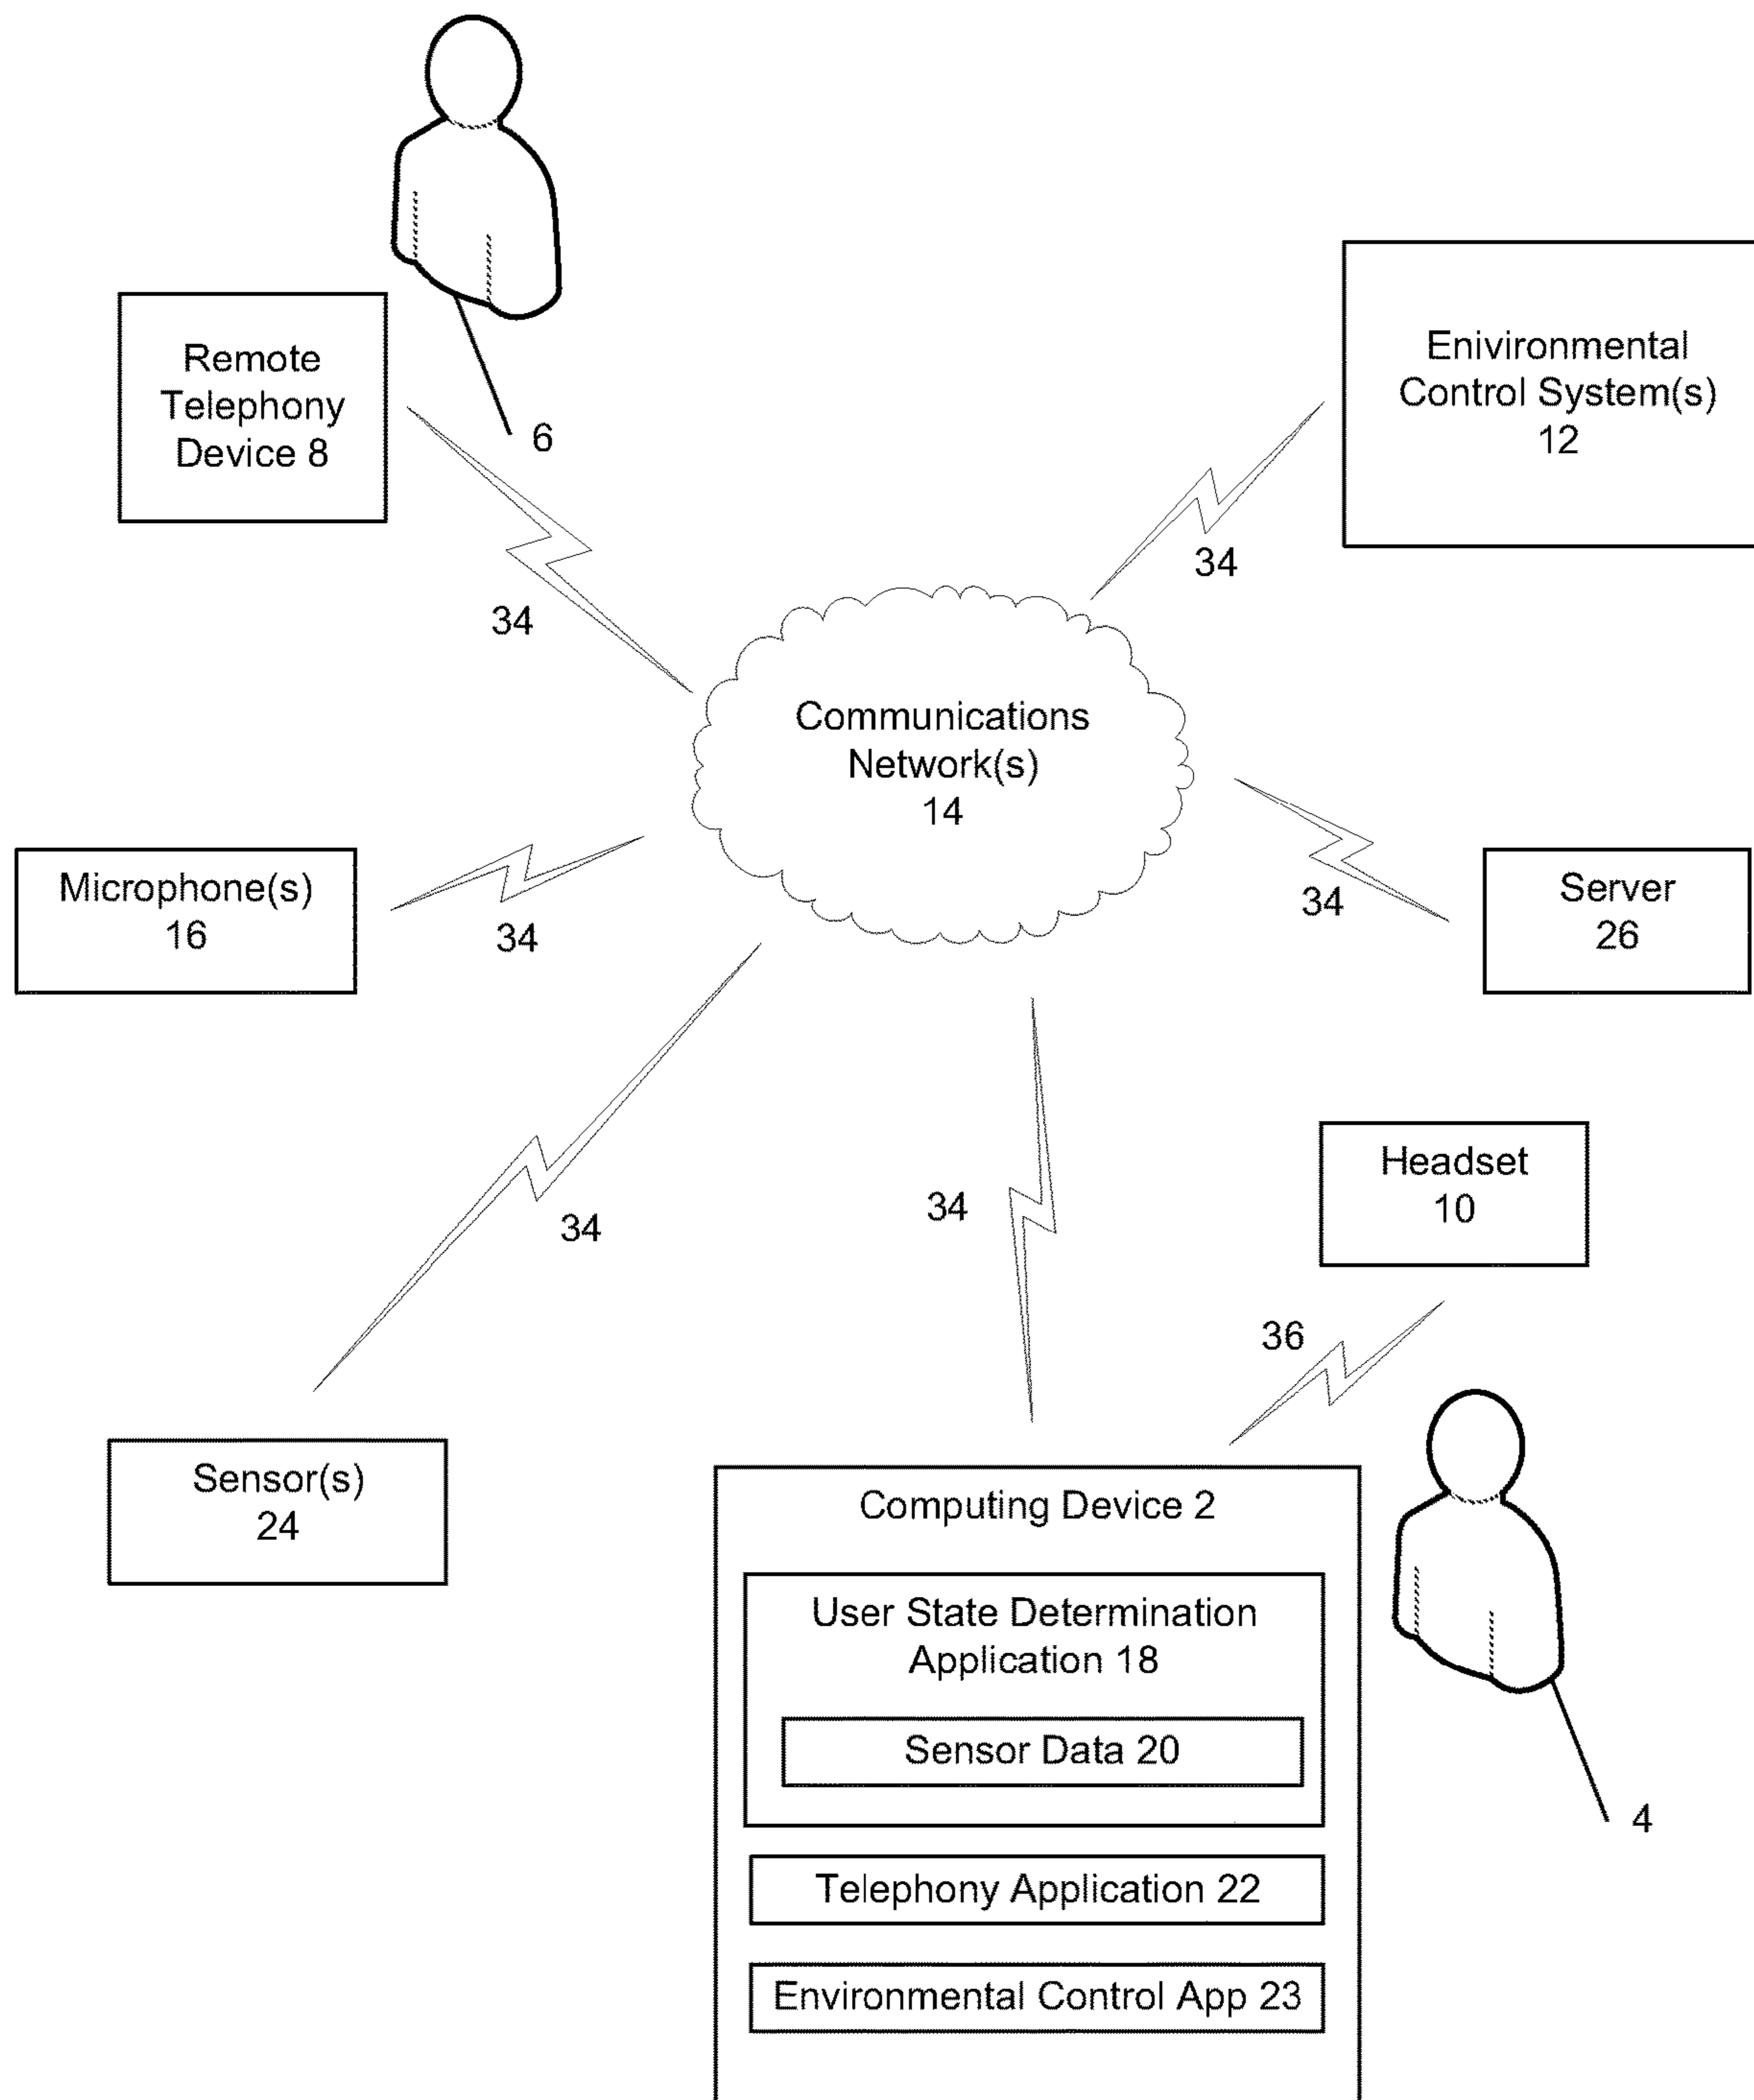 Remote
Telephony
Device 8
6
Enivironmental
Control System(s)
12
34
34
Communications
Network(s)
14
Microphone(s)
16
34
34
Server
26
34
34
Headset
10
36
Sensor(s)
24
Computing Device 2
User State Determination
Application 18
Sensor Data 20
4
Telephony Application 22
Environmental Control App 23